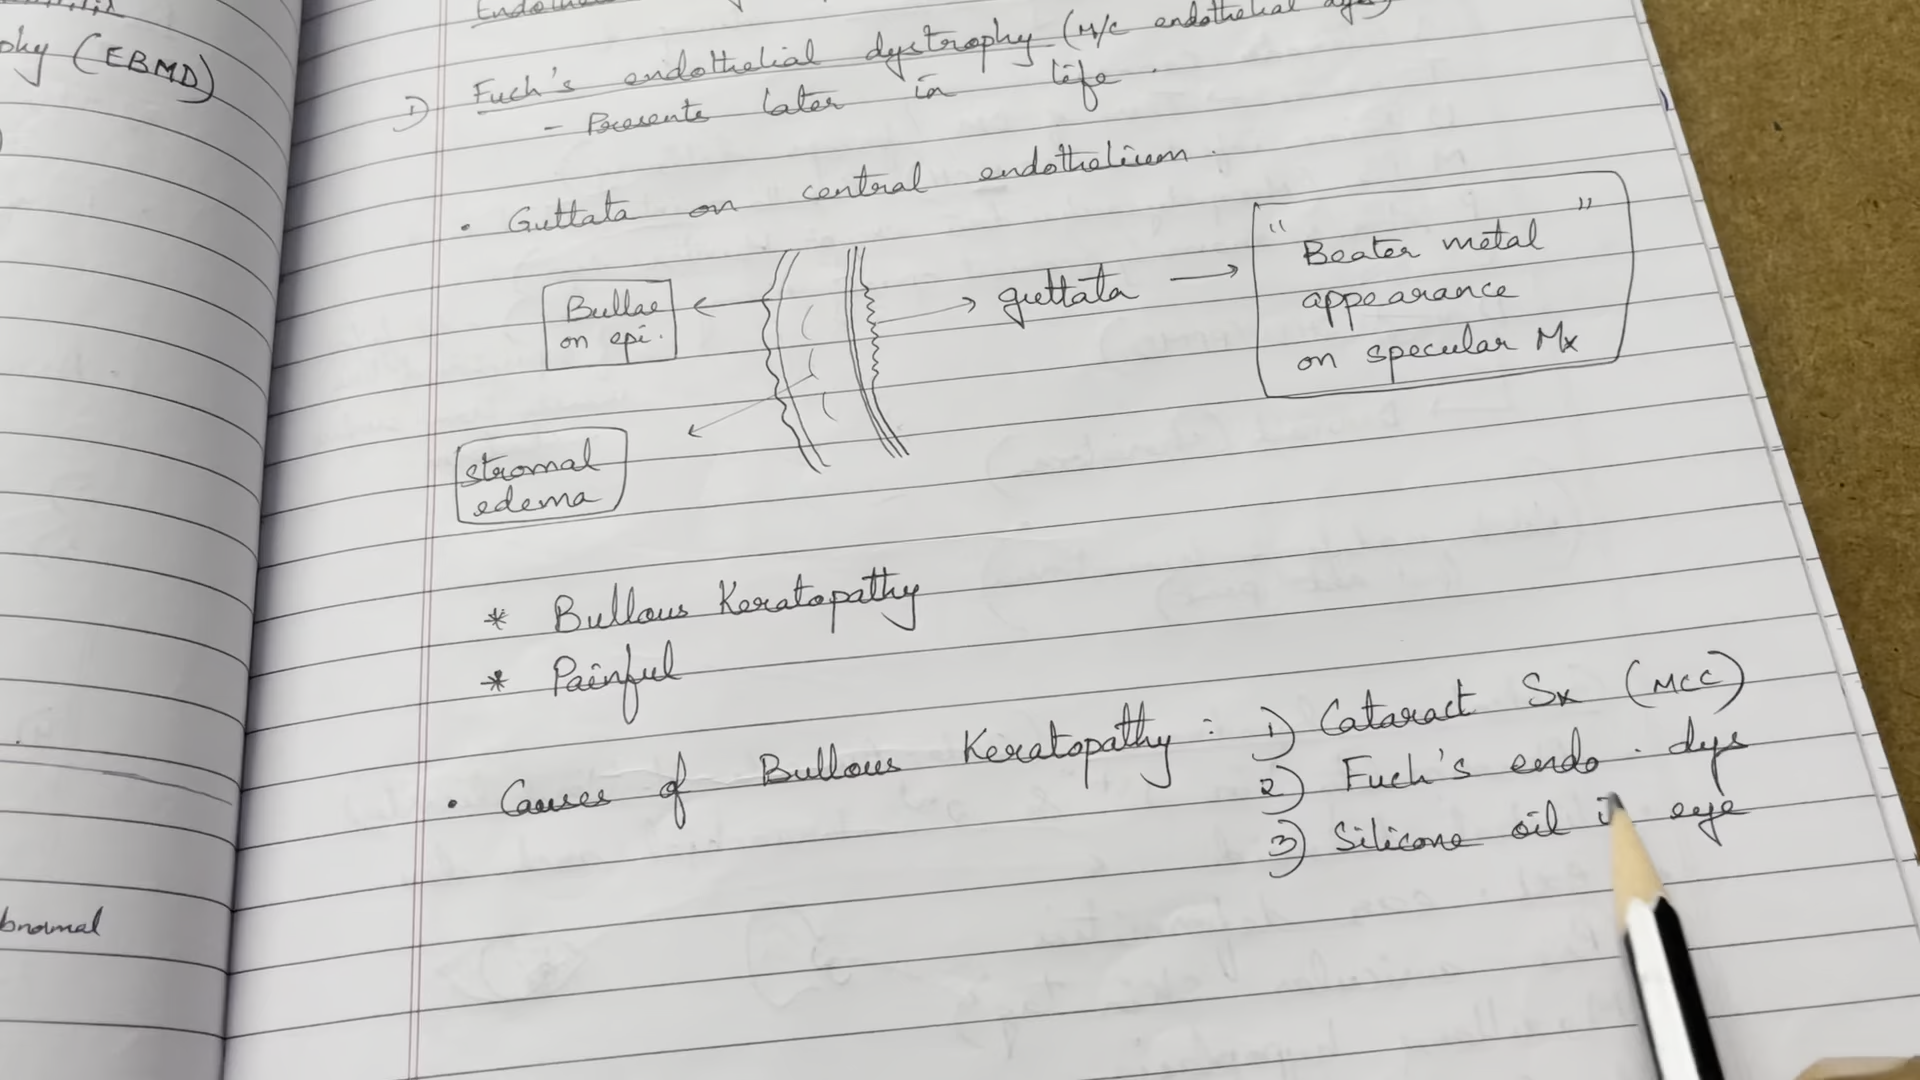 phy (EBMD)
bnormal
1) Fuch's endothelial dystrophy (M/c endothelial
- Presents later in life.
• Guttata on central endothelium.
Bullae
on epi.
guttata
"Beater metal"
appearance
on specular Mx
stromal
edema
* Bullous Keratopathy
* Painful
• Causes of Bullous Keratopathy : 1) Cataract Sx (MCC)
2) Fuch's endo. dys
3) Silicone oil in eye